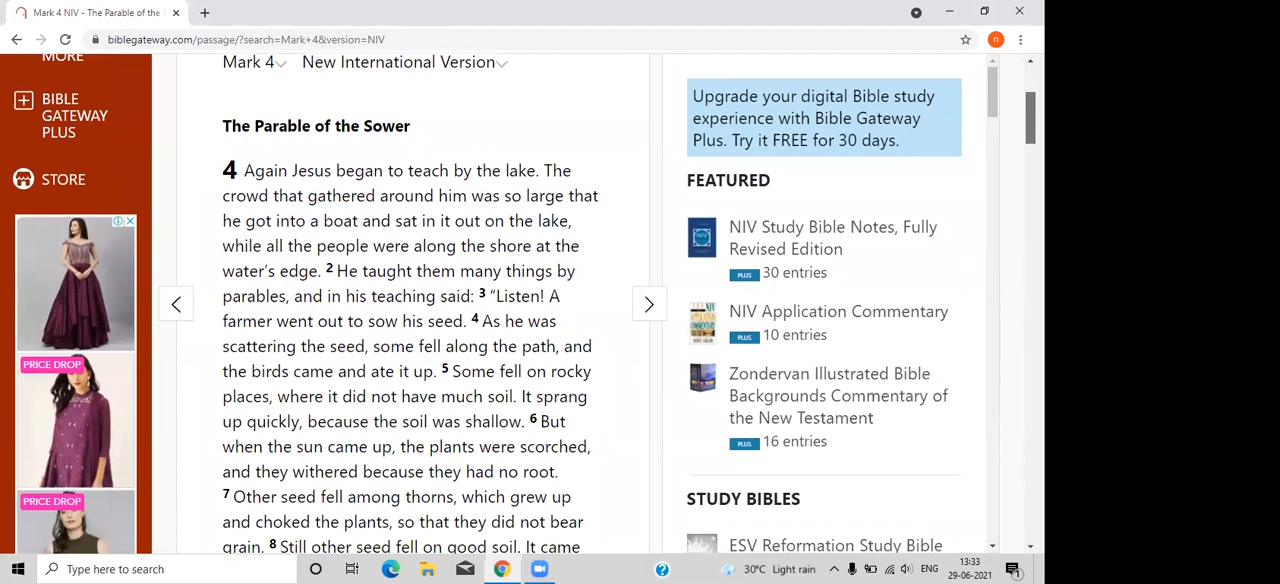 Mark 4 NIV - The Parable of the
biblegateway.com/passage/?search=Mark+4&version=NIV
n
MORE
BIBLE
GATEWAY
PLUS
STORE
PRICE DROP
PRICE DROP
Mark 4 New International Version
The Parable of the Sower
4 Again Jesus began to teach by the lake. The
crowd that gathered around him was so large that
he got into a boat and sat in it out on the lake,
while all the people were along the shore at the
water's edge. 2 He taught them many things by
parables, and in his teaching said: 3 "Listen! A
farmer went out to sow his seed. 4 As he was
scattering the seed, some fell along the path, and
the birds came and ate it up. 5 Some fell on rocky
places, where it did not have much soil. It sprang
up quickly, because the soil was shallow. 6 But
when the sun came up, the plants were scorched,
and they withered because they had no root.
7 Other seed fell among thorns, which grew up
and choked the plants, so that they did not bear
grain. 8 Still other seed fell on good soil. It came
Upgrade your digital Bible study
experience with Bible Gateway
Plus. Try it FREE for 30 days.
FEATURED
NIV Study Bible Notes, Fully
Revised Edition
PLUS 30 entries
NIV Application Commentary
PLUS 10 entries
Zondervan Illustrated Bible
Backgrounds Commentary of
the New Testament
PLUS 16 entries
STUDY BIBLES
ESV Reformation Study Bible
Type here to search
30°C Light rain
ENG
13:33
29-06-2021